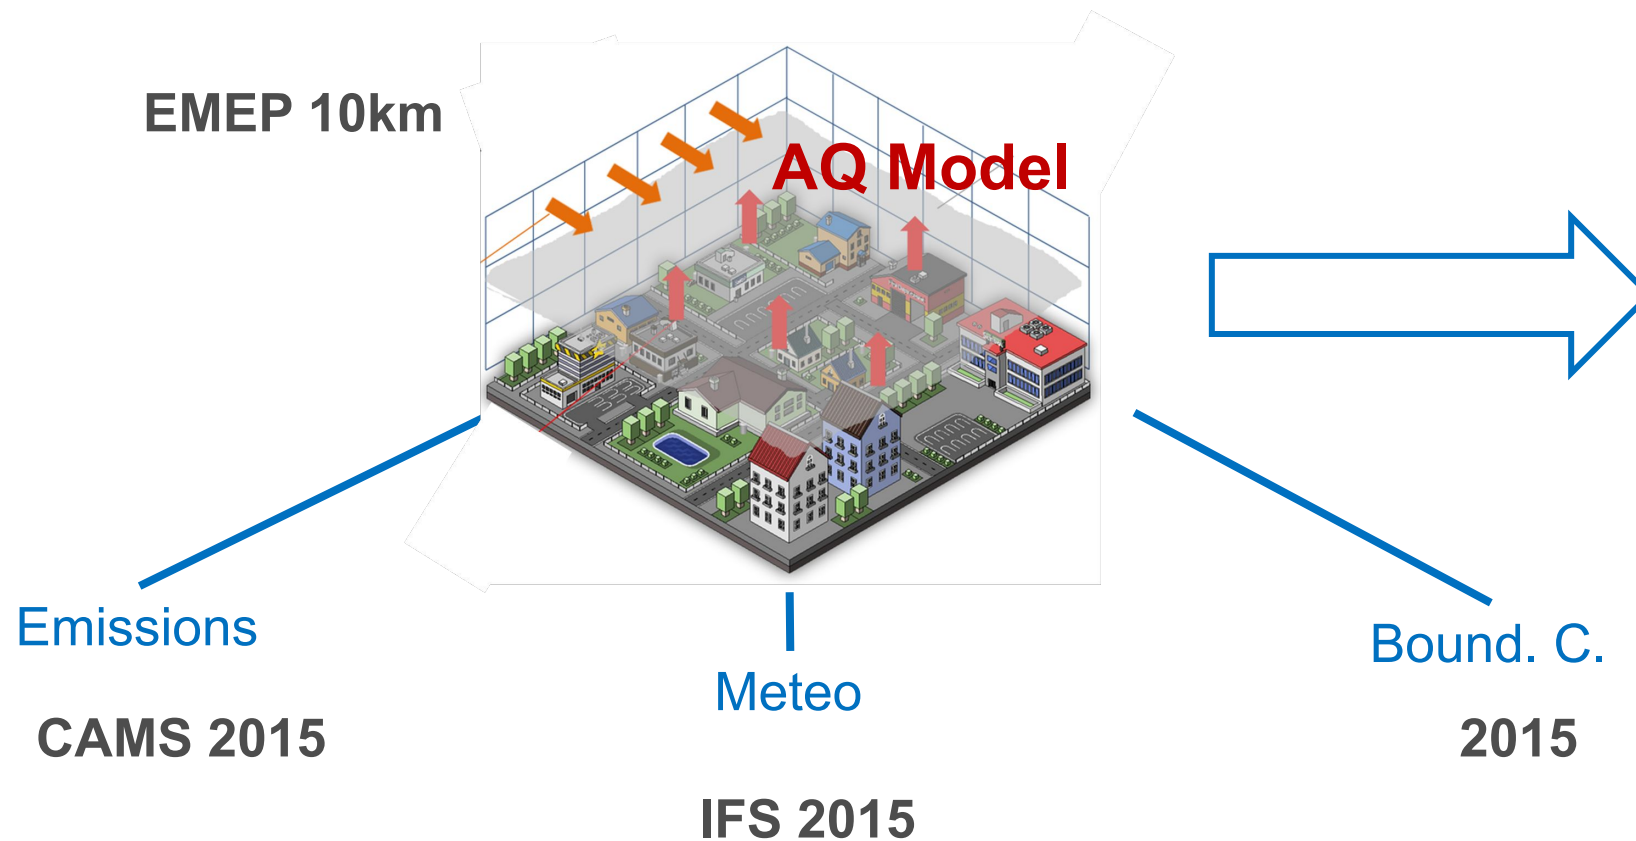 EMEP 10km
AQ Model
Emissions
Bound. C.
Meteo
CAMS 2015
2015
IFS 2015